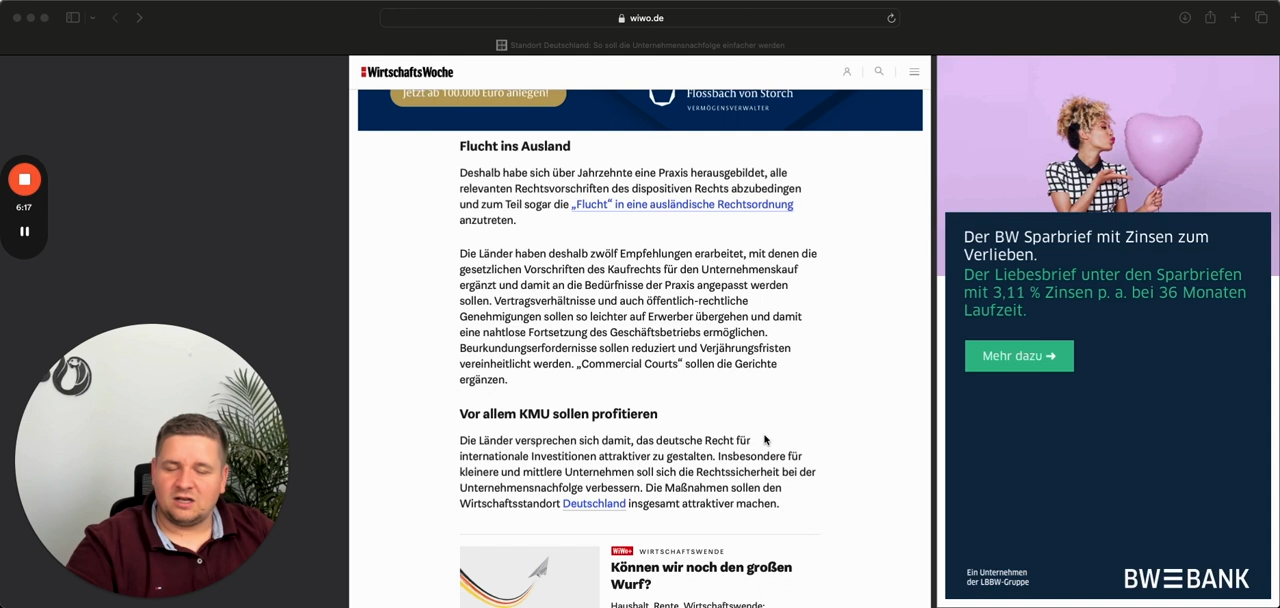 wiwo.de
Standort Deutschland: So soll die Unternehmensnachfolge einfacher werden
WirtschaftsWoche
Jetzt ab 100.000 Euro anlegen!
Flossbach von Storch
VERMÖGENSVERWALTER
6:17
Flucht ins Ausland
Deshalb habe sich über Jahrzehnte eine Praxis herausgebildet, alle
relevanten Rechtsvorschriften des dispositiven Rechts abzubedingen
und zum Teil sogar die „Flucht“ in eine ausländische Rechtsordnung
anzutreten.
Die Länder haben deshalb zwölf Empfehlungen erarbeitet, mit denen die
gesetzlichen Vorschriften des Kaufrechts für den Unternehmenskauf
ergänzt und damit an die Bedürfnisse der Praxis angepasst werden
sollen. Vertragsverhältnisse und auch öffentlich-rechtliche
Genehmigungen sollen so leichter auf Erwerber übergehen und damit
eine nahtlose Fortsetzung des Geschäftsbetriebs ermöglichen.
Beurkundungserfordernisse sollen reduziert und Verjährungsfristen
vereinheitlicht werden. „Commercial Courts“ sollen die Gerichte
ergänzen.
Vor allem KMU sollen profitieren
Die Länder versprechen sich damit, das deutsche Recht für
internationale Investitionen attraktiver zu gestalten. Insbesondere für
kleinere und mittlere Unternehmen soll sich die Rechtssicherheit bei der
Unternehmensnachfolge verbessern. Die Maßnahmen sollen den
Wirtschaftsstandort Deutschland insgesamt attraktiver machen.
WiWo+ WIRTSCHAFTSWENDE
Können wir noch den großen
Wurf?
Haushalt, Rente, Wirtschaftswende:
Der BW Sparbrief mit Zinsen zum
Verlieben.
Der Liebesbrief unter den Sparbriefen
mit 3,11 % Zinsen p. a. bei 36 Monaten
Laufzeit.
Mehr dazu ➔
Ein Unternehmen
der LBBW-Gruppe
BW BANK